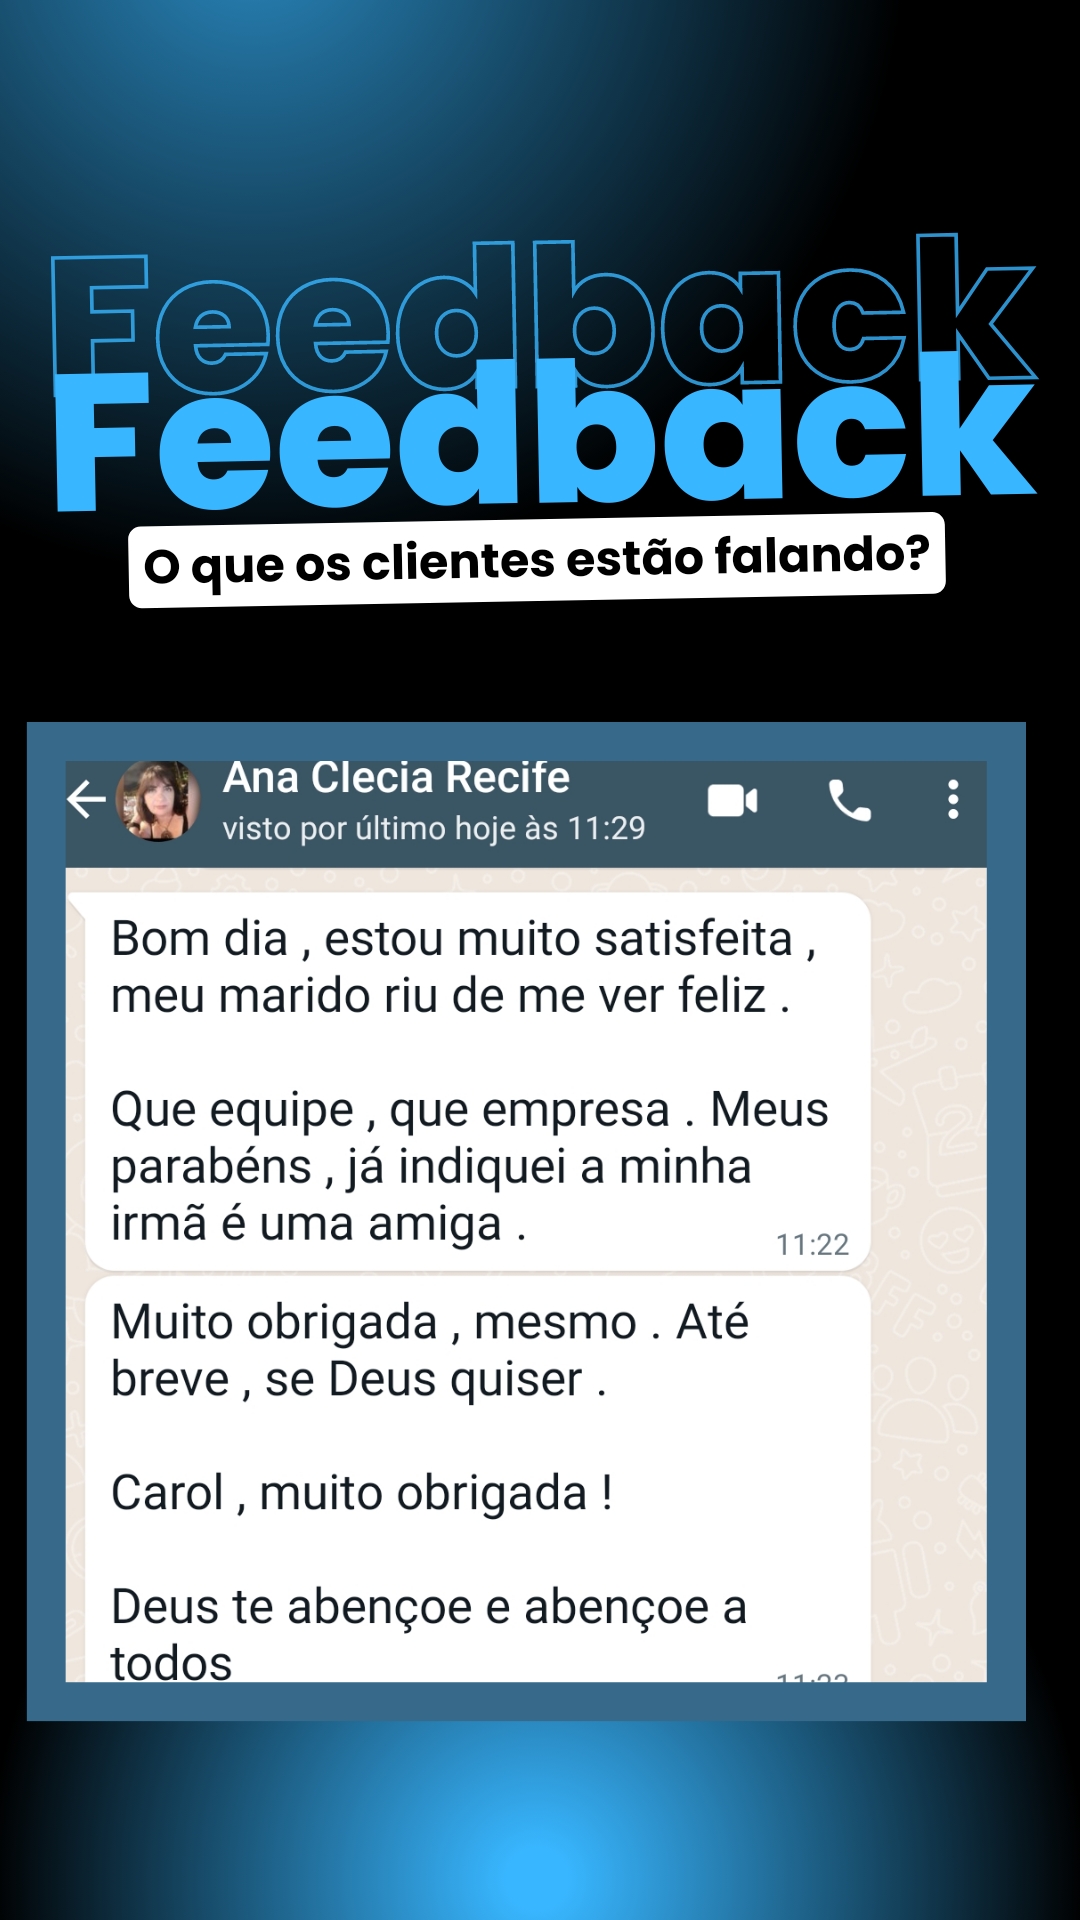 Feedback
Feedback
O que os clientes estão falando?
Ana Clecia Recife
visto por último hoje às 11:29
Bom dia , estou muito satisfeita ,
meu marido riu de me ver feliz .
Que equipe , que empresa . Meus
parabéns , já indiquei a minha
irmã é uma amiga .
11:22
Muito obrigada , mesmo . Até
breve , se Deus quiser .
Carol , muito obrigada !
Deus te abençoe e abençoe a
todos